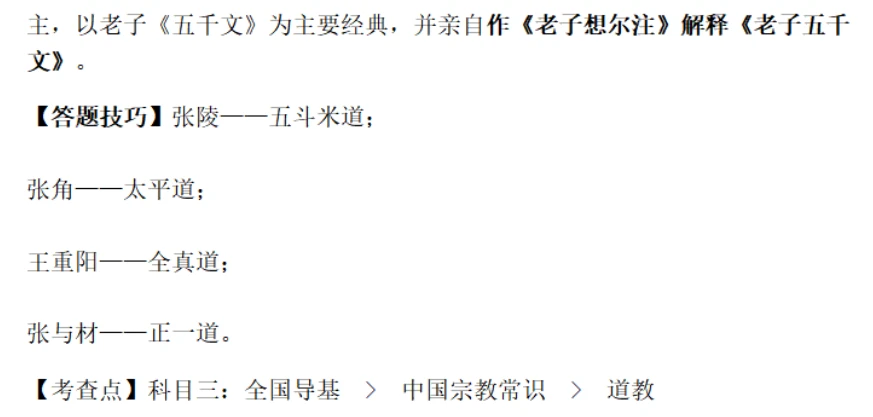 主，以老子《五千文》为主要经典，并亲自作《老子想尔注》解释《老子五千
文》。
【答题技巧】张陵——五斗米道；
张角——太平道；
王重阳——全真道；
张与材——正一道。
【考查点】科目三：全国导基 > 中国宗教常识 > 道教